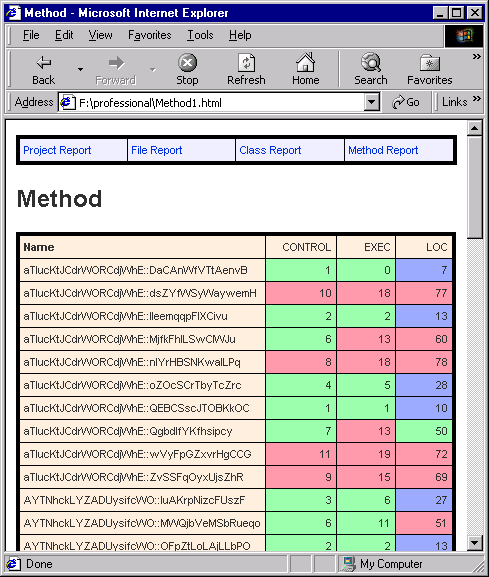 Method - Microsoft Internet Explorer
File Edit View Favorites Tools Help
Back Forward Stop Refresh Home Search Favorites
Address F:\professional\Method1.html Go Links
Project Report File Report Class Report Method Report
Method
Name CONTROL EXEC LOC
aTlucKtJCdrWORCdjWhE::DaCAnWfVTtAenvB 1 0 7
aTlucKtJCdrWORCdjWhE::dsZYfWSyWaywemH 10 18 77
aTlucKtJCdrWORCdjWhE::IleemqqpFlXCivu 2 2 13
aTlucKtJCdrWORCdjWhE::MjfkFhlLSwClWJu 6 13 60
aTlucKtJCdrWORCdjWhE::nlYrHBSNKwalLPq 8 18 78
aTlucKtJCdrWORCdjWhE::oZOcSCrTbyTcZrc 4 5 28
aTlucKtJCdrWORCdjWhE::QEBCSscJTOBKkOC 1 1 10
aTlucKtJCdrWORCdjWhE::QgbdlfYKfhsipcy 7 13 50
aTlucKtJCdrWORCdjWhE::wVyFpGZxvrHgCCG 11 19 72
aTlucKtJCdrWORCdjWhE::ZvSSFqOyxUjsZhR 9 15 69
AYTNhckLYZADUysifcWO::IuAKrpNizcFUszF 3 6 27
AYTNhckLYZADUysifcWO::MWQjbVeMSbRueqo 6 11 51
AYTNhckLYZADUysifcWO::OFpZtLoLAjLLbPO 2 2 13
Done My Computer